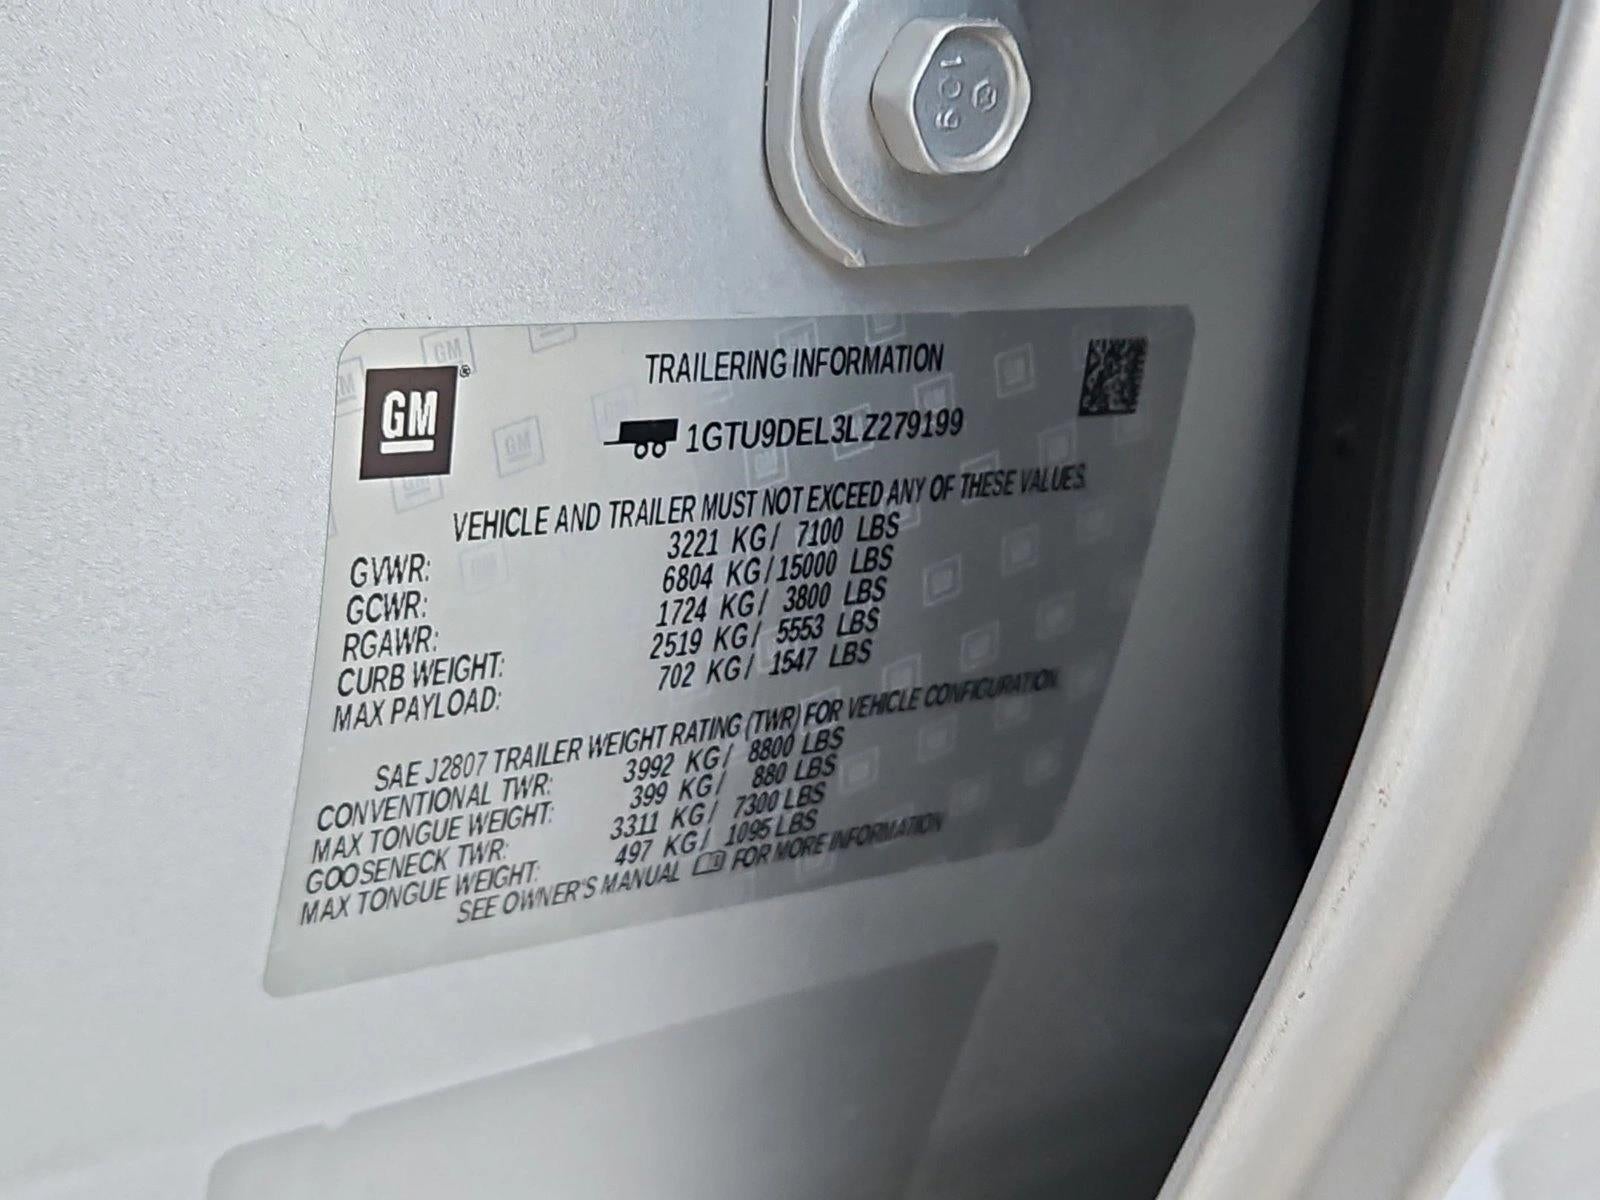 109
GM
GM®
TRAILERING INFORMATION
1GTU9DEL3LZ279199
GM
VEHICLE AND TRAILER MUST NOT EXCEED ANY OF THESE VALUES.
GVWR: 3221 KG/ 7100 LBS
GCWR: 6804 KG/15000 LBS
RGAWR: 1724 KG/ 3800 LBS
CURB WEIGHT: 2519 KG/ 5553 LBS
MAX PAYLOAD: 702 KG/ 1547 LBS
SAE J2807 TRAILER WEIGHT RATING (TWR) FOR VEHICLE CONFIGURATION
CONVENTIONAL TWR: 3992 KG/ 8800 LBS
MAX TONGUE WEIGHT: 399 KG/ 880 LBS
GOOSENECK TWR: 3311 KG/ 7300 LBS
MAX TONGUE WEIGHT: 497 KG/ 1095 LBS
SEE OWNER'S MANUAL FOR MORE INFORMATION